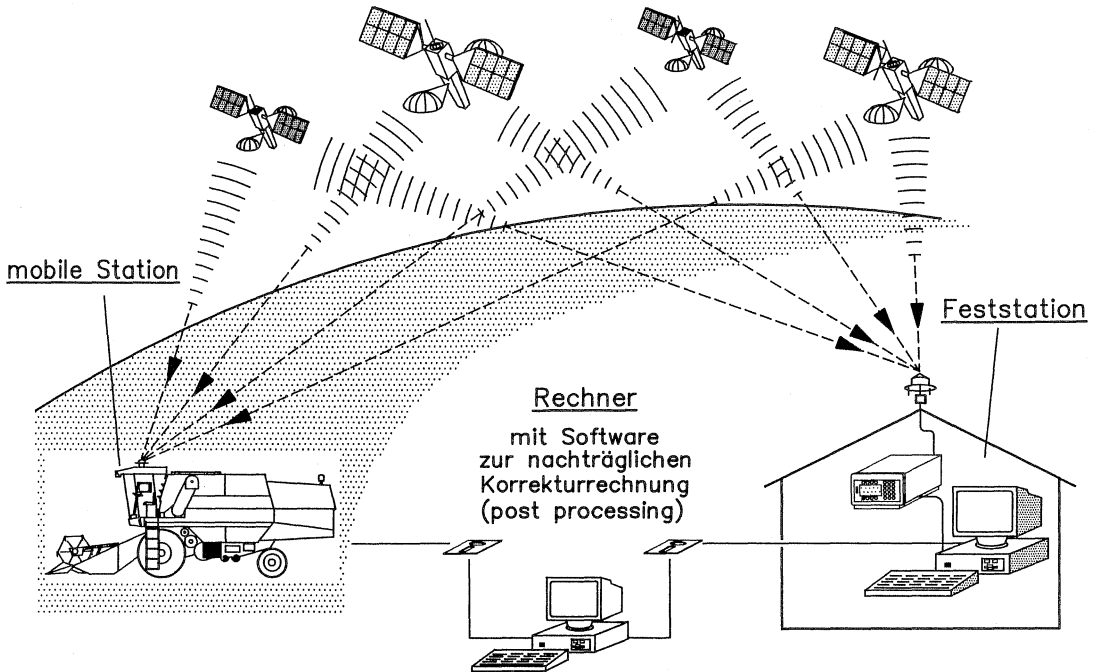 mobile Station
Feststation
Rechner
mit Software
zur nachträglichen
Korrekturrechnung
(post processing)